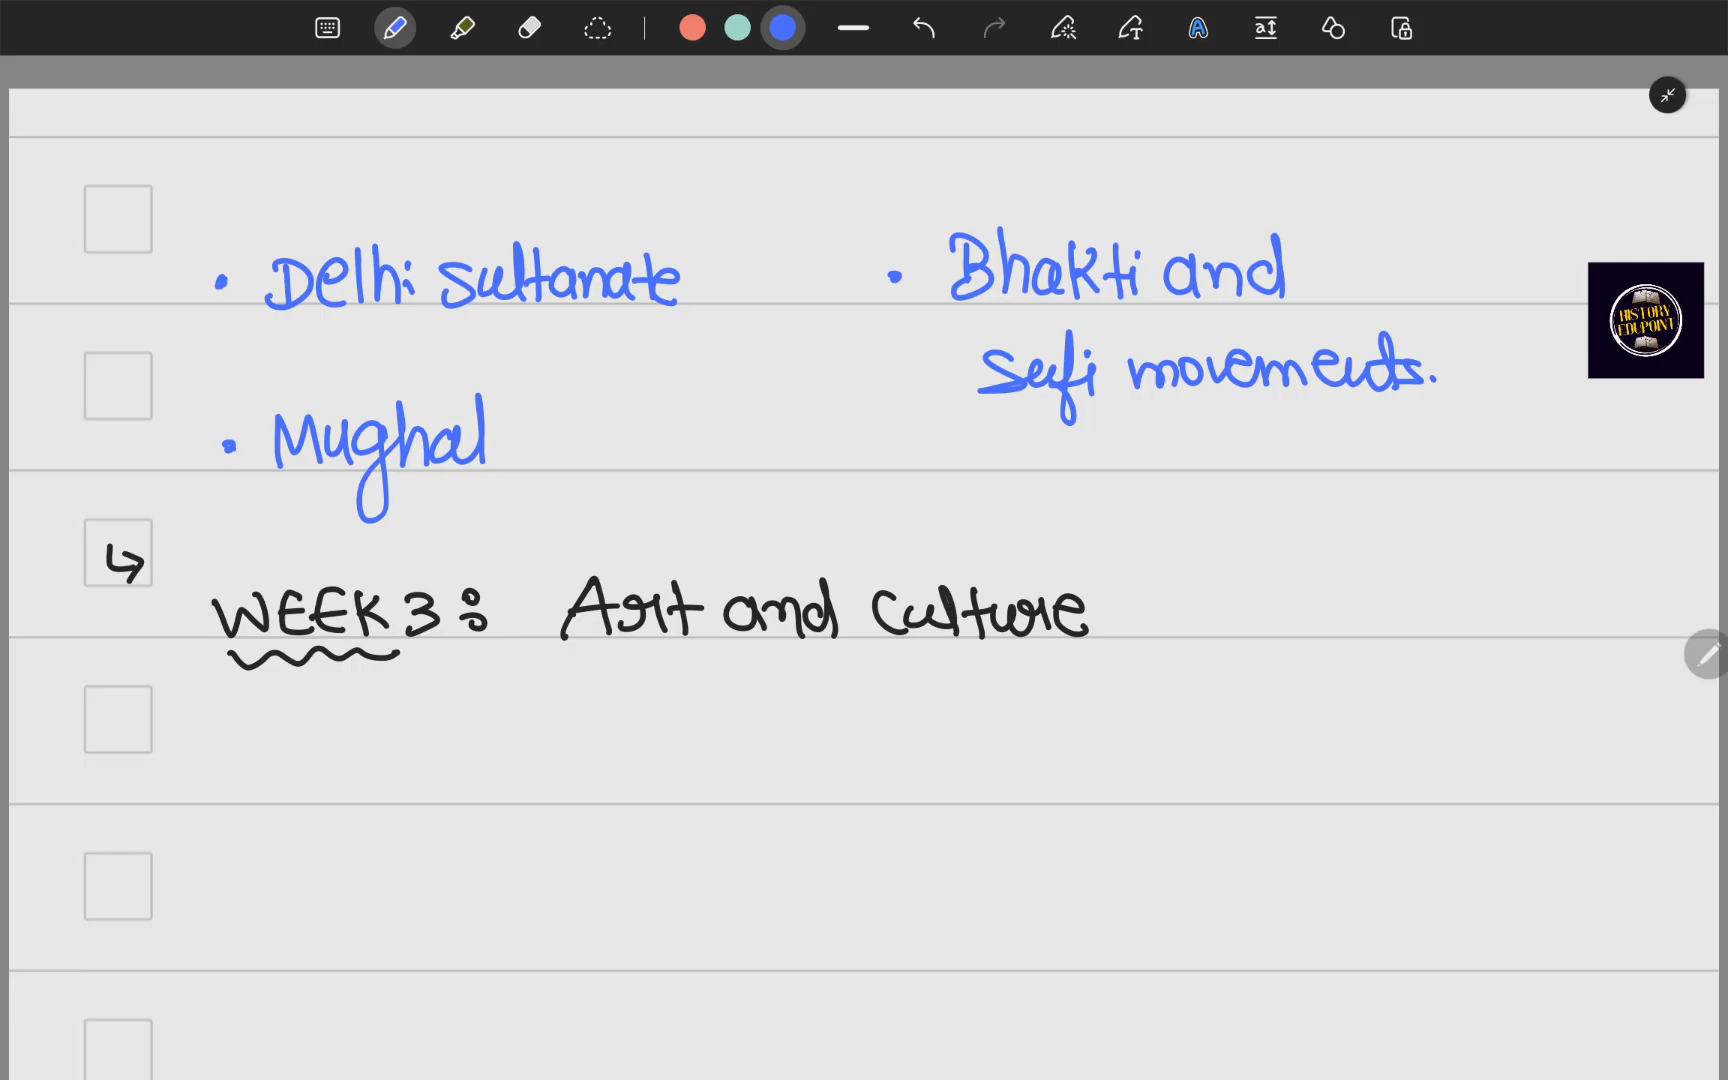 • Delhi Sultanate
• Mughal
• Bhakti and
Sufi movements.
↳
WEEK 3: Art and Culture
HISTORY
EDUPOINT